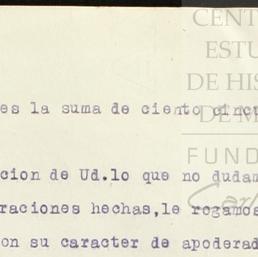 CENT
ESTU
DE HIS
es la suma de ciento cincu
DE M
FUND
cion de Ud.lo que no dudam
raciones hechas,le rogamos
on su caracter de apoderad